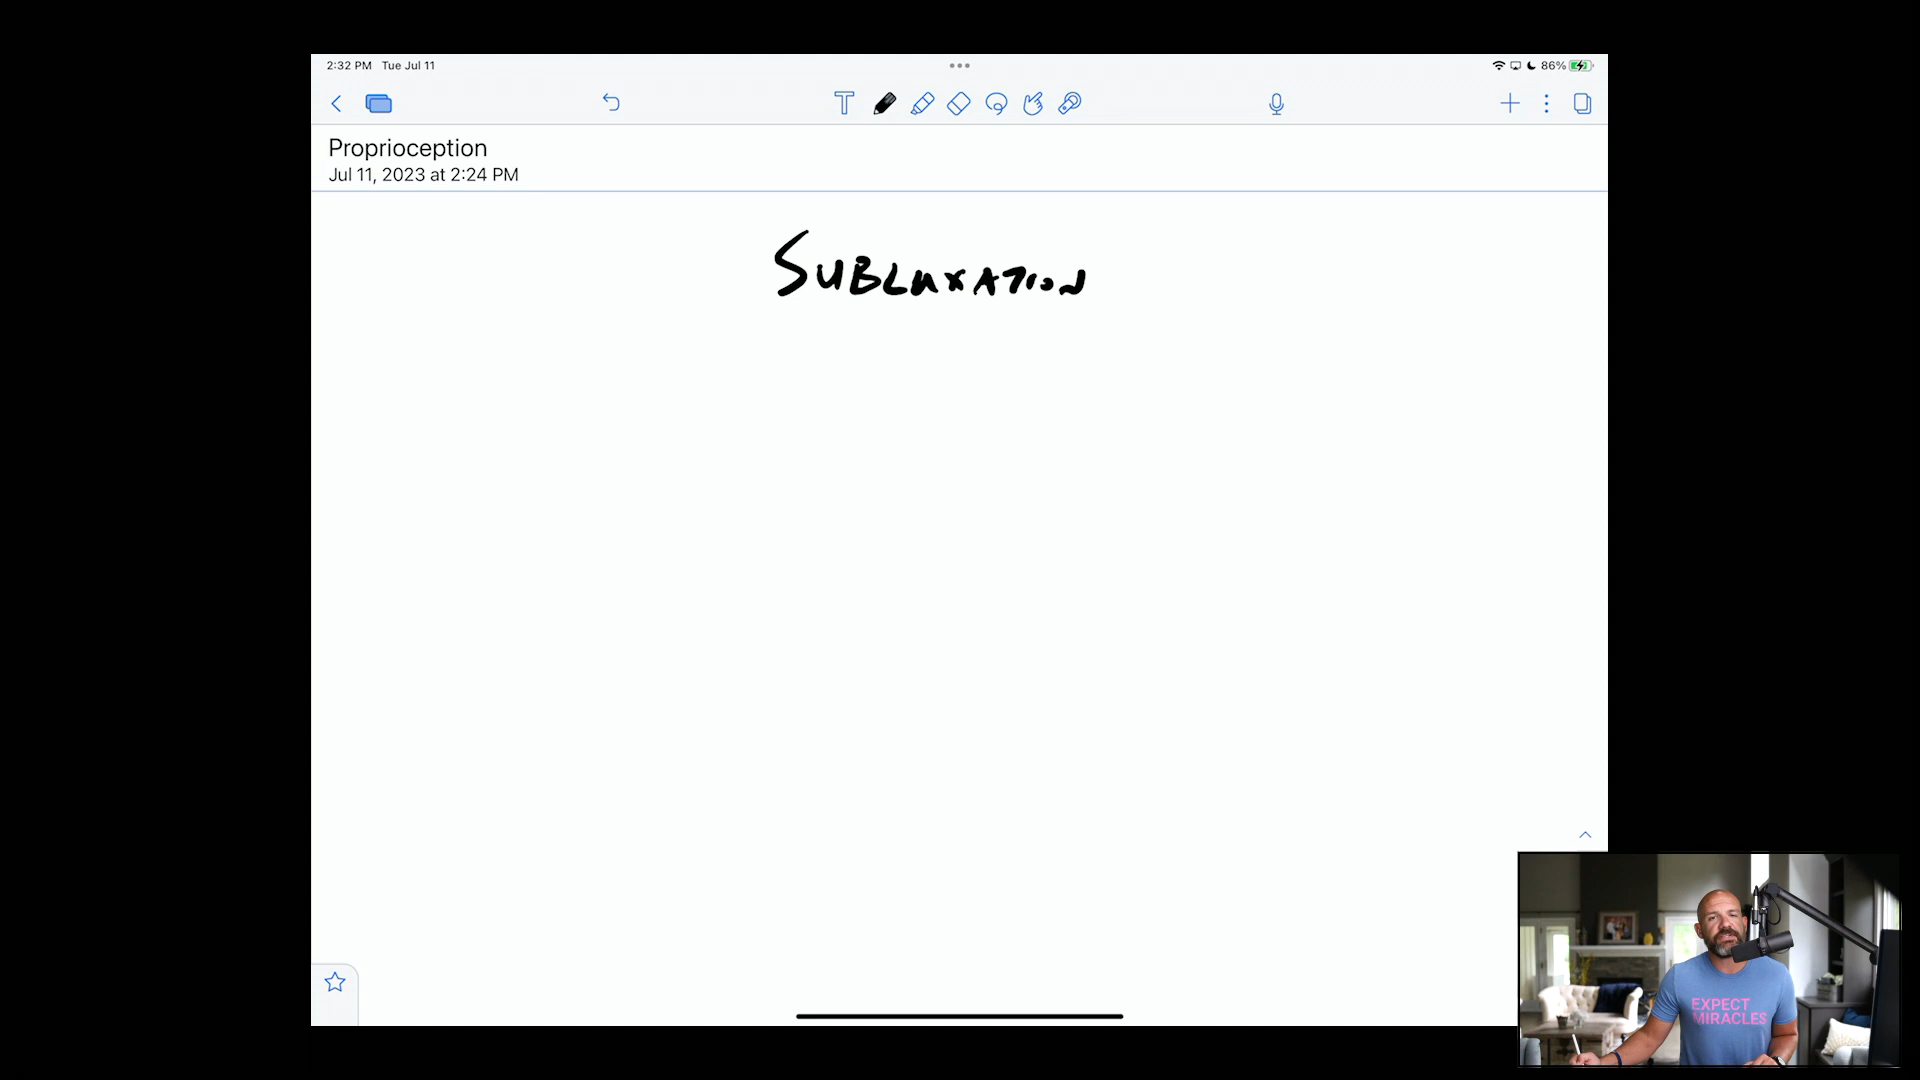 2:32 PM Tue Jul 11
86%
T
Proprioception
Jul 11, 2023 at 2:24 PM
SUBLUXATION
EXPECT
MIRACLES